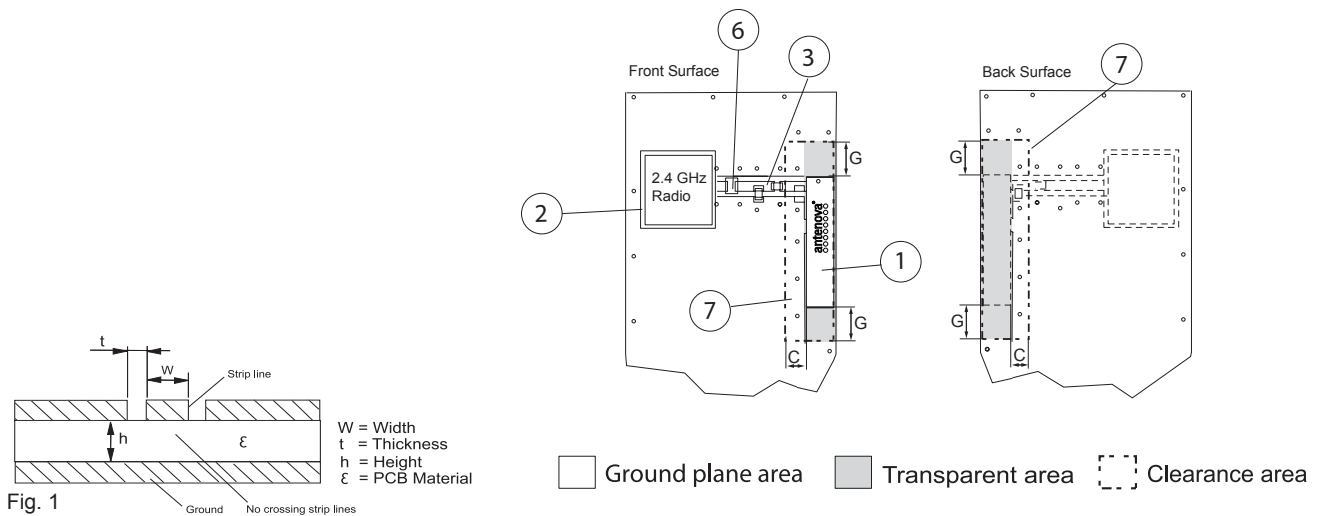 6
3
7
Front Surface
Back Surface
G
G
2.4 GHz
Radio
2
antenova
1
7
G
G
C
C
t
W
Strip line
h
ε
W = Width
t = Thickness
h = Height
ε = PCB Material
Fig. 1
Ground
No crossing strip lines
Ground plane area
Transparent area
Clearance area